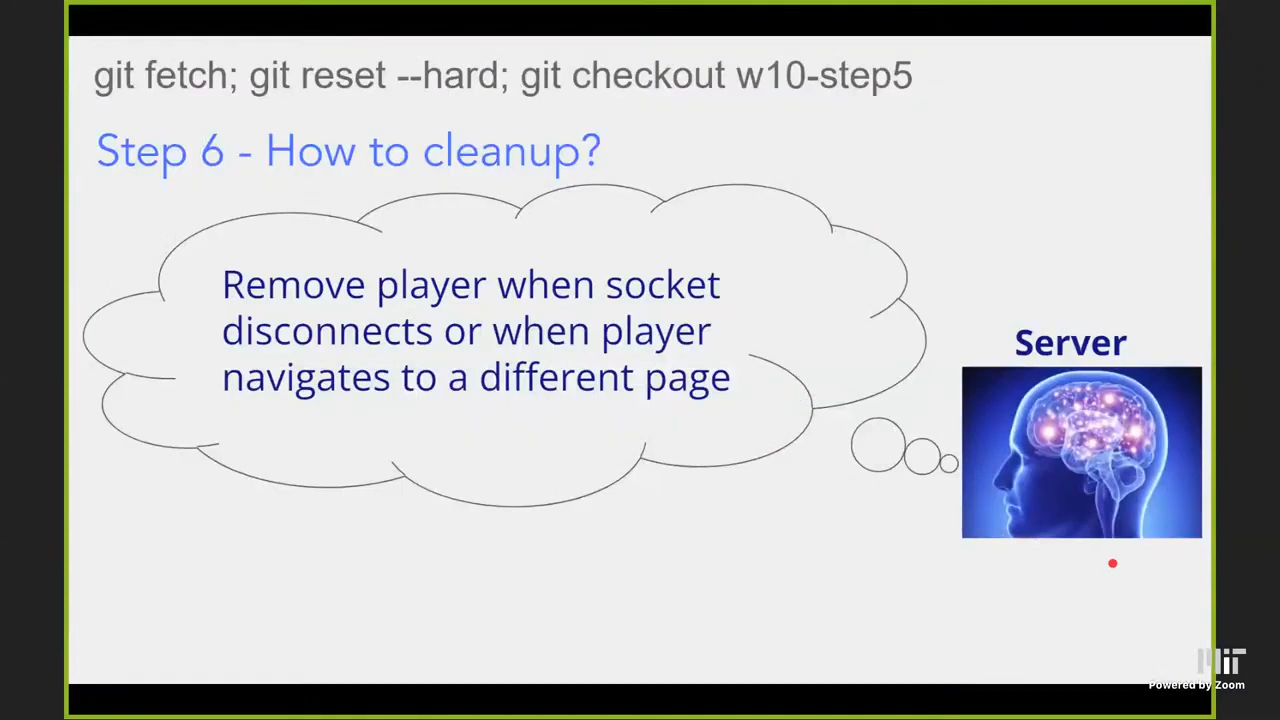 git fetch; git reset --hard; git checkout w10-step5
Step 6 - How to cleanup?
Remove player when socket
disconnects or when player
navigates to a different page
Server
MIT
Powered by Zoom